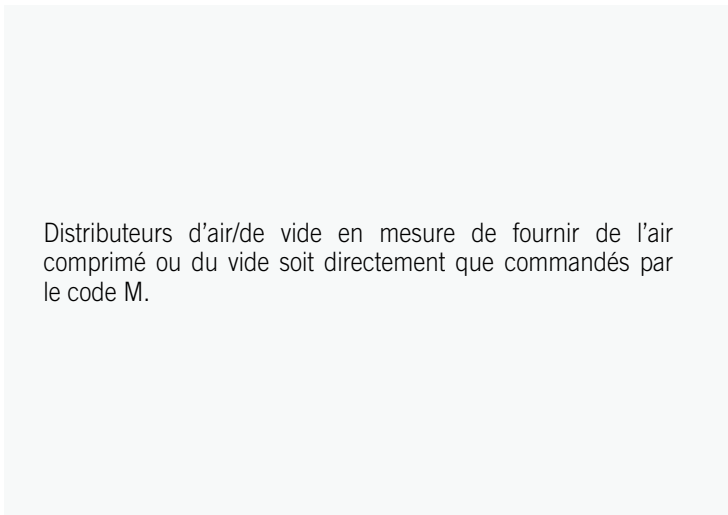 Distributeurs d’air/de vide en mesure de fournir de l’air
comprimé ou du vide soit directement que commandés par
le code M.